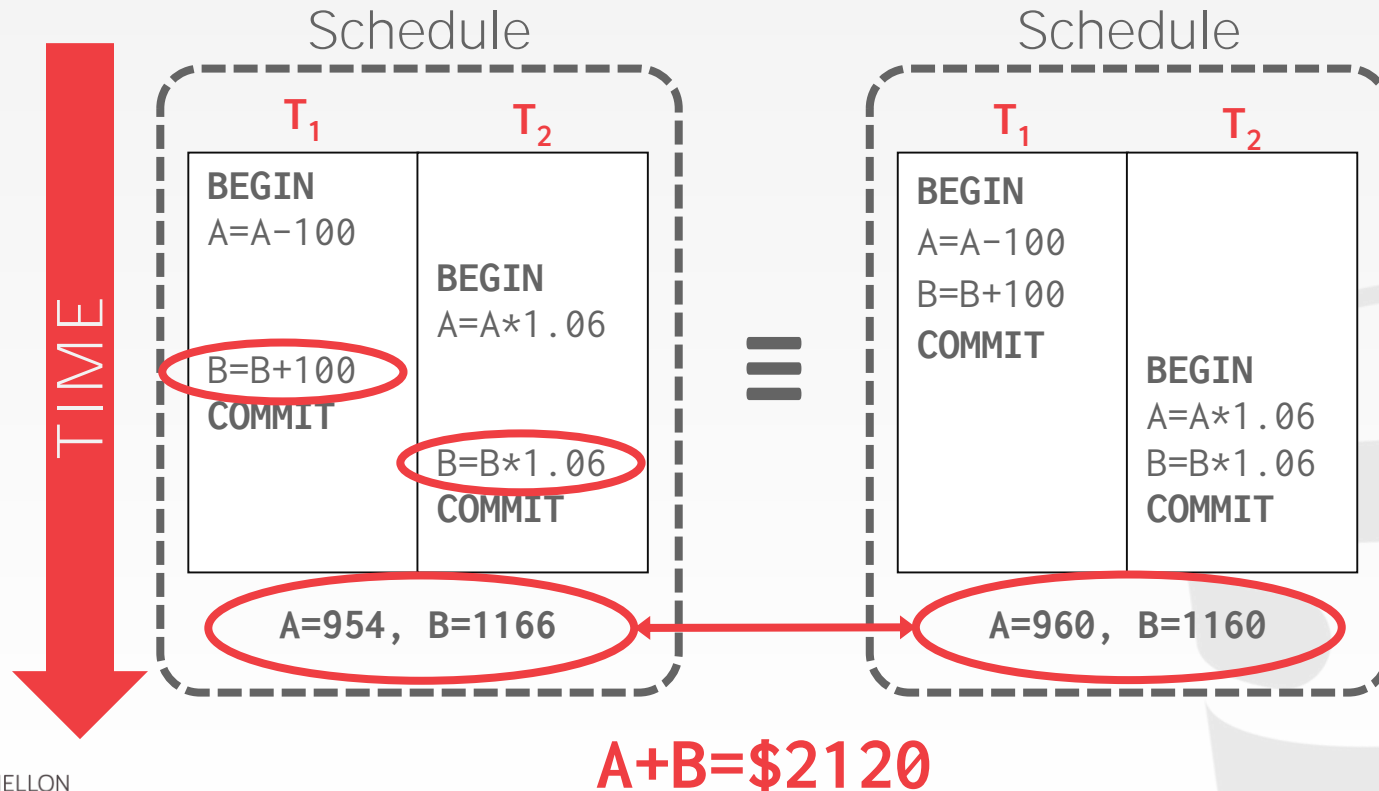 Schedule
T1 T2
BEGIN
A=A-100
BEGIN
A=A*1.06
B=B+100
COMMIT
B=B*1.06
COMMIT
A=954, B=1166
TIME
≡
Schedule
T1 T2
BEGIN
A=A-100
B=B+100
COMMIT
BEGIN
A=A*1.06
B=B*1.06
COMMIT
A=960, B=1160
A+B=$2120